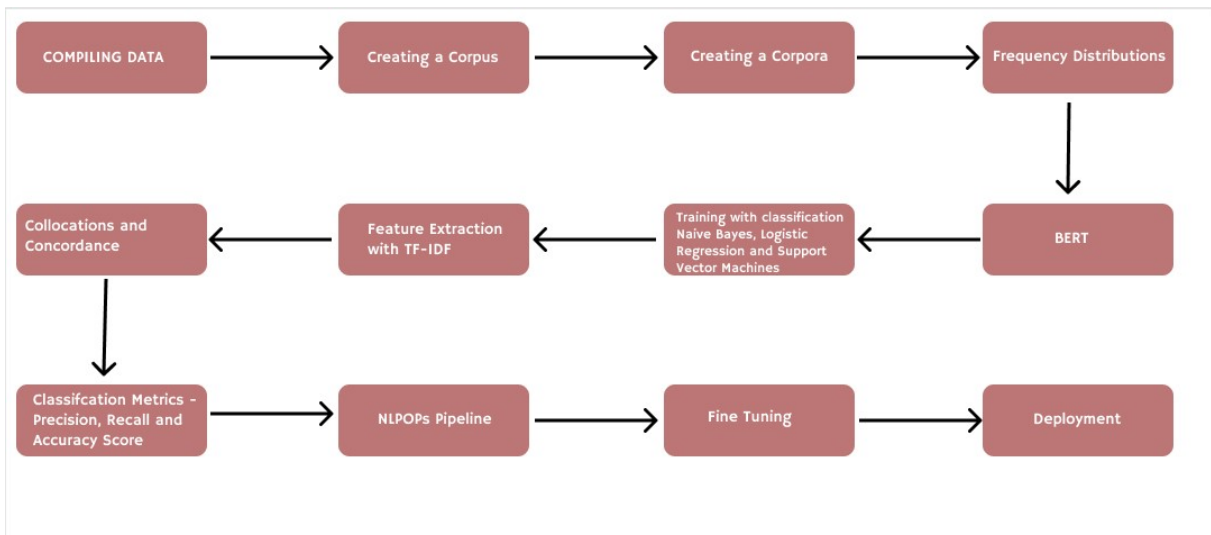 COMPILING DATA
Creating a Corpus
Creating a Corpora
Frequency Distributions
BERT
Training with classification
Naive Bayes, Logistic
Regression and Support
Vector Machines
Feature Extraction
with TF-IDF
Collocations and
Concordance
Classifcation Metrics -
Precision, Recall and
Accuracy Score
NLPOPs Pipeline
Fine Tuning
Deployment